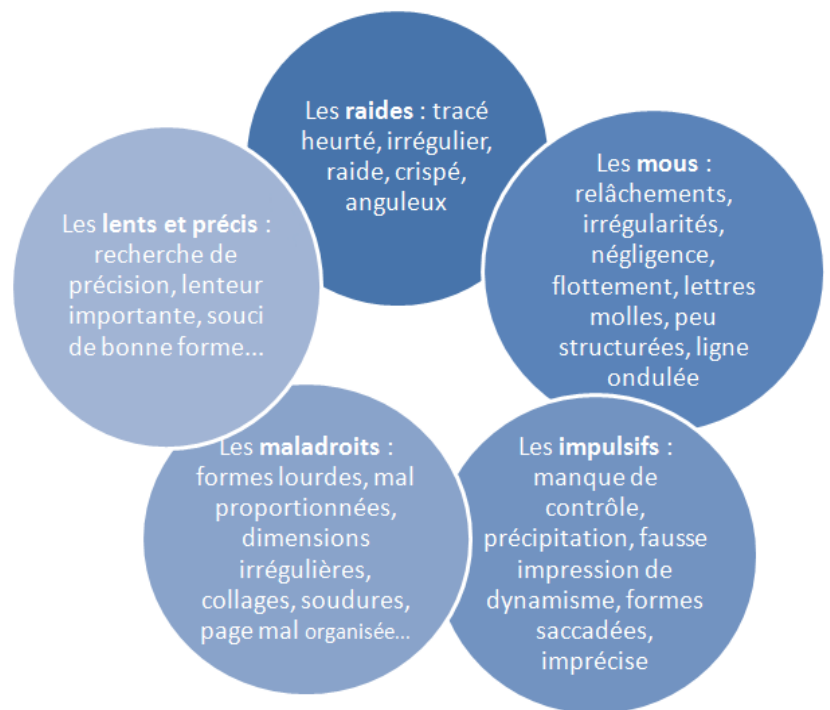 Les raides : tracé
heurté, irrégulier,
raide, crispé,
anguleux
Les mous :
relâchements,
irrégularités,
négligence,
flottement, lettres
molles, peu
structurées, ligne
ondulée
Les impulsifs :
manque de
contrôle,
précipitation, fausse
impression de
dynamisme, formes
saccadées,
imprécise
Les maladroits :
formes lourdes, mal
proportionnées,
dimensions
irrégulières,
collages, soudures,
page mal organisée...
Les lents et précis :
recherche de
précision, lenteur
importante, souci
de bonne forme...